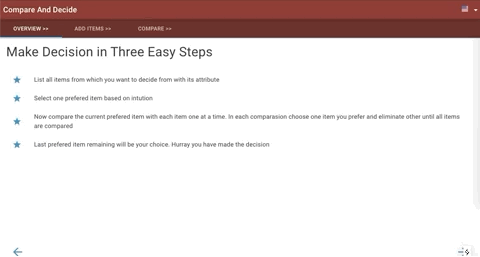 Compare And Decide
OVERVIEW >>
ADD ITEMS >>
COMPARE >>
Make Decision in Three Easy Steps
List all items from which you want to decide from with its attribute
Select one prefered item based on intution
Now compare the current prefered item with each item one at a time. In each comparasion choose one item you prefer and eliminate other until all items
are compared
Last prefered item remaining will be your choice. Hurray you have made the decision